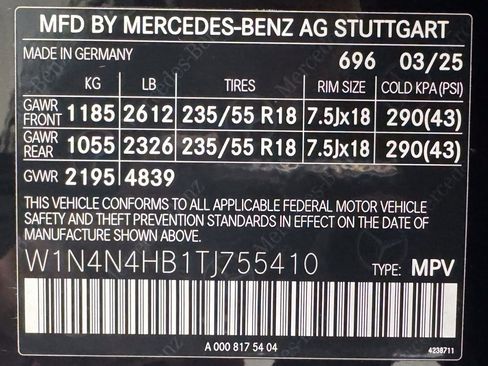 MFD BY MERCEDES-BENZ AG STUTTGART
MADE IN GERMANY 696 03/25
KG LB TIRES RIM SIZE COLD KPA (PSI)
GAWR FRONT 1185 2612 235/55 R18 7.5Jx18 290(43)
GAWR REAR 1055 2326 235/55 R18 7.5Jx18 290(43)
GVWR 2195 4839
THIS VEHICLE CONFORMS TO ALL APPLICABLE FEDERAL MOTOR VEHICLE
SAFETY AND THEFT PREVENTION STANDARDS IN EFFECT ON THE DATE OF
MANUFACTURE SHOWN ABOVE.
W1N4N4HB1TJ755410 TYPE: MPV
A 000 817 54 04
4238711